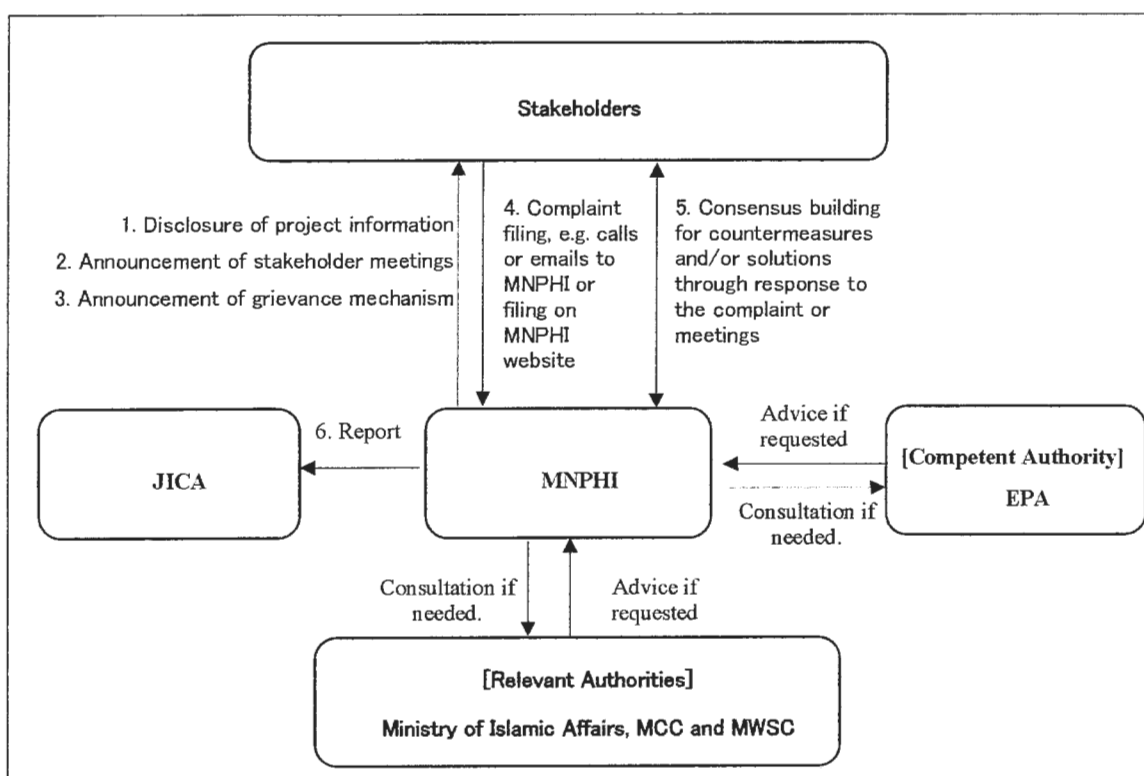 Stakeholders
1. Disclosure of project information
2. Announcement of stakeholder meetings
3. Announcement of grievance mechanism
4. Complaint
filing, e.g. calls
or emails to
MNPHI or
filing on
MNPHI
website
5. Consensus building
for countermeasures
and/or solutions
through response to
the complaint or
meetings
JICA
6. Report
MNPHI
Advice if
requested
Consultation if
needed.
[Competent Authority]
EPA
Consultation if
needed.
Advice if
requested
[Relevant Authorities]
Ministry of Islamic Affairs, MCC and MWSC